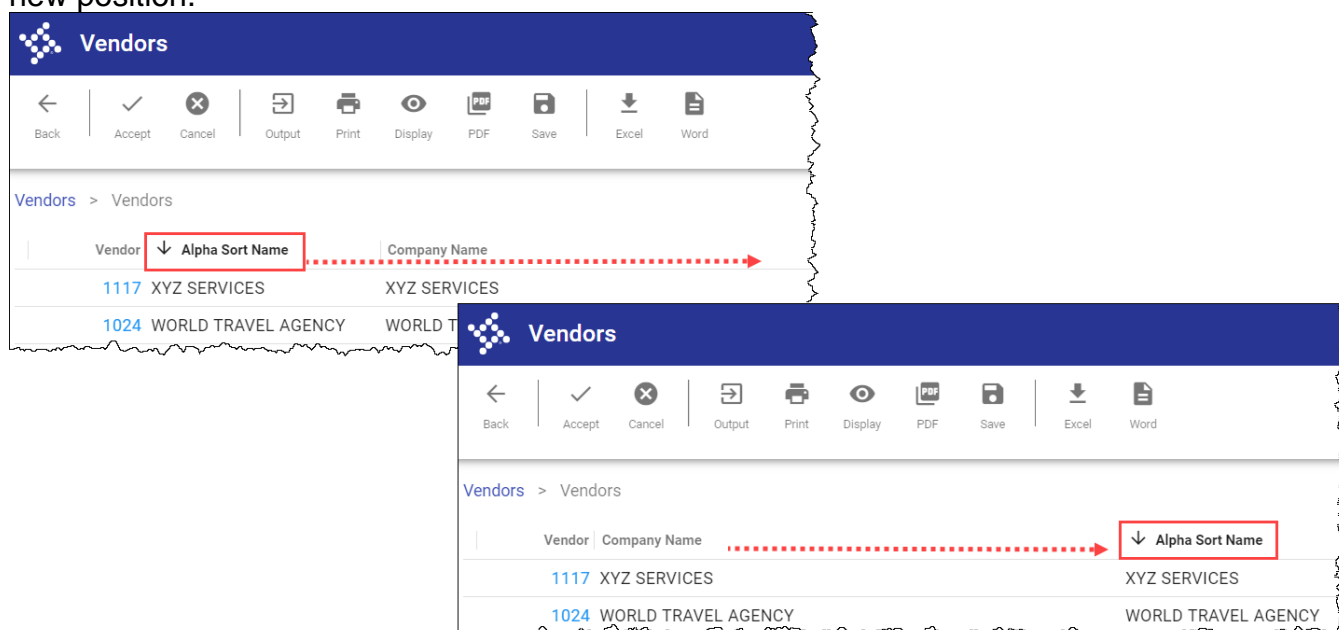 new position.
Vendors
Back Accept Cancel Output Print Display PDF PDF Save Excel Word
Vendors > Vendors
Vendor ↓ Alpha Sort Name Company Name
1117 XYZ SERVICES XYZ SERVICES
1024 WORLD TRAVEL AGENCY WORLD T
Vendors
Back Accept Cancel Output Print Display PDF PDF Save Excel Word
Vendors > Vendors
Vendor Company Name ↓ Alpha Sort Name
1117 XYZ SERVICES XYZ SERVICES
1024 WORLD TRAVEL AGENCY WORLD TRAVEL AGENCY